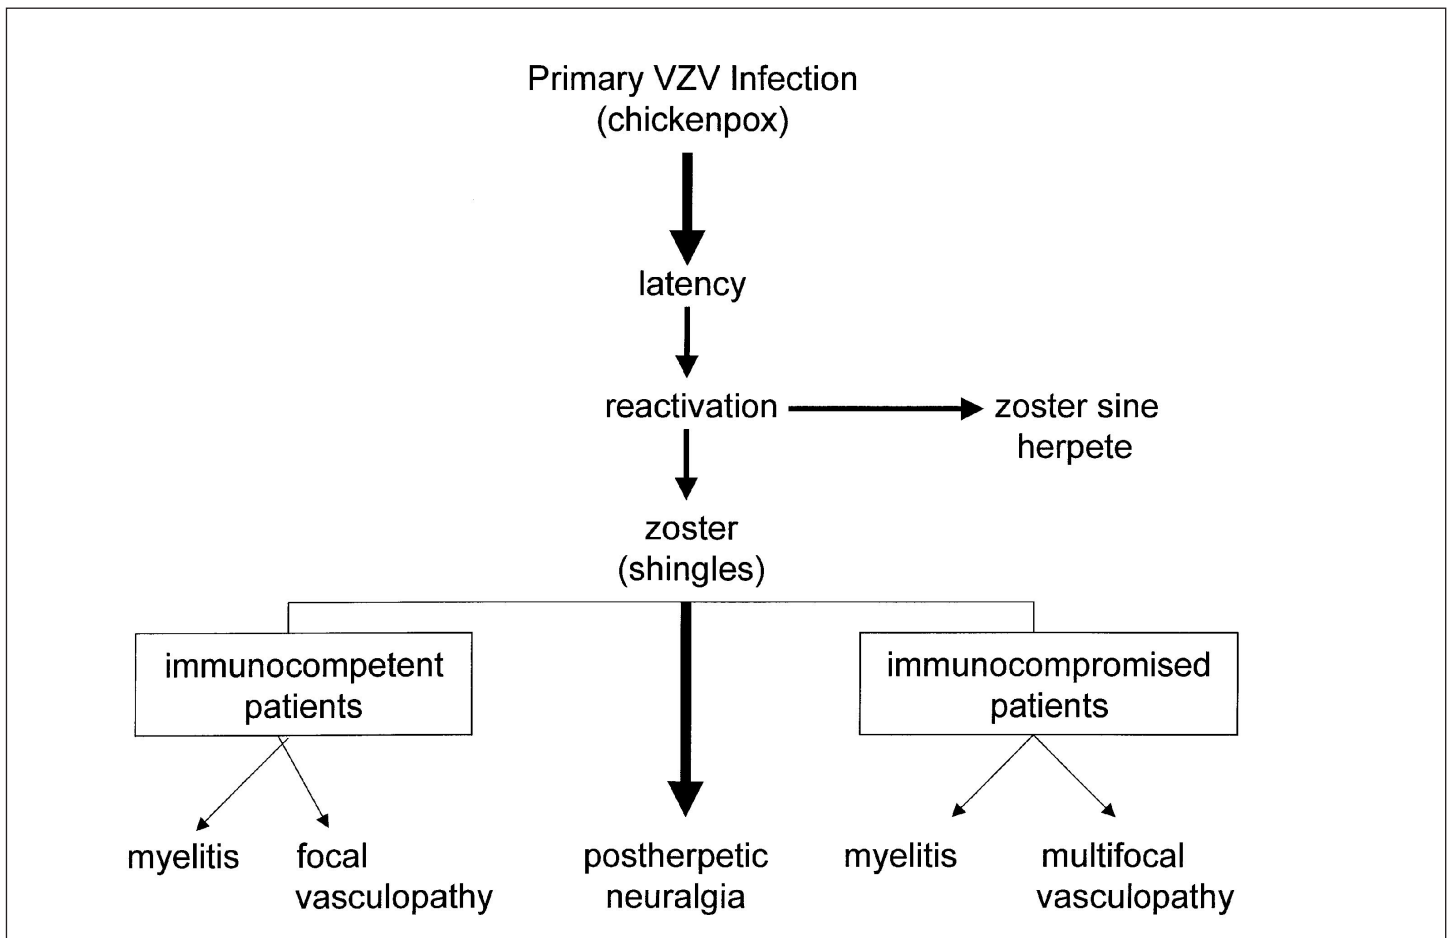 Primary VZV Infection
(chickenpox)
latency
reactivation
zoster sine
herpete
zoster
(shingles)
immunocompetent
patients
immunocompromised
patients
myelitis
focal
vasculopathy
postherpetic
neuralgia
myelitis
multifocal
vasculopathy